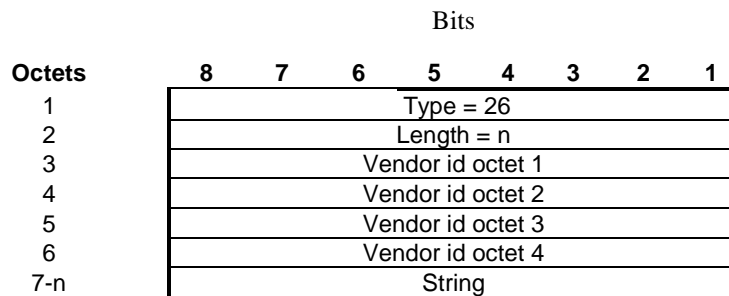 Bits
Octets 8 7 6 5 4 3 2 1
1 Type = 26
2 Length = n
3 Vendor id octet 1
4 Vendor id octet 2
5 Vendor id octet 3
6 Vendor id octet 4
7-n String